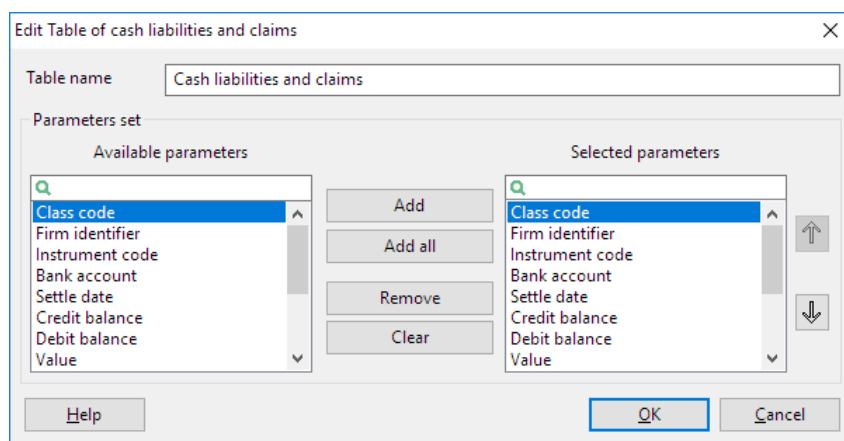 Edit Table of cash liabilities and claims
Table name Cash liabilities and claims
Parameters set
Available parameters
Selected parameters
Class code
Firm identifier
Instrument code
Bank account
Settle date
Credit balance
Debit balance
Value
Add
Add all
Remove
Clear
Class code
Firm identifier
Instrument code
Bank account
Settle date
Credit balance
Debit balance
Value
Help
OK
Cancel